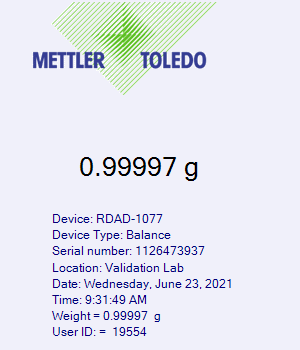 METTLER TOLEDO
0.99997 g
Device: RDAD-1077
Device Type: Balance
Serial number: 1126473937
Location: Validation Lab
Date: Wednesday, June 23, 2021
Time: 9:31:49 AM
Weight = 0.99997  g
User ID: =  19554